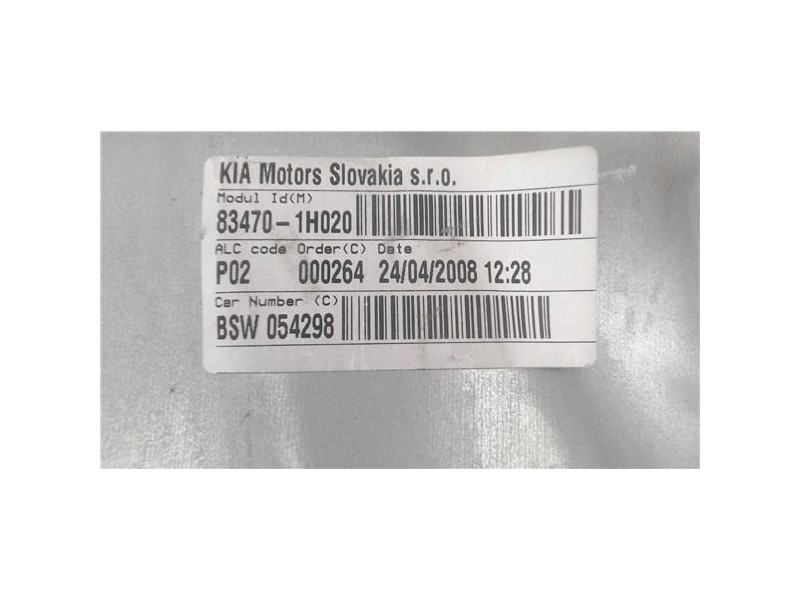 KIA Motors Slovakia s.r.o.
Modul Id(M)
83470-1H020
ALC code Order(C) Date
P02 000264 24/04/2008 12:28
Car Number (C)
BSW 054298